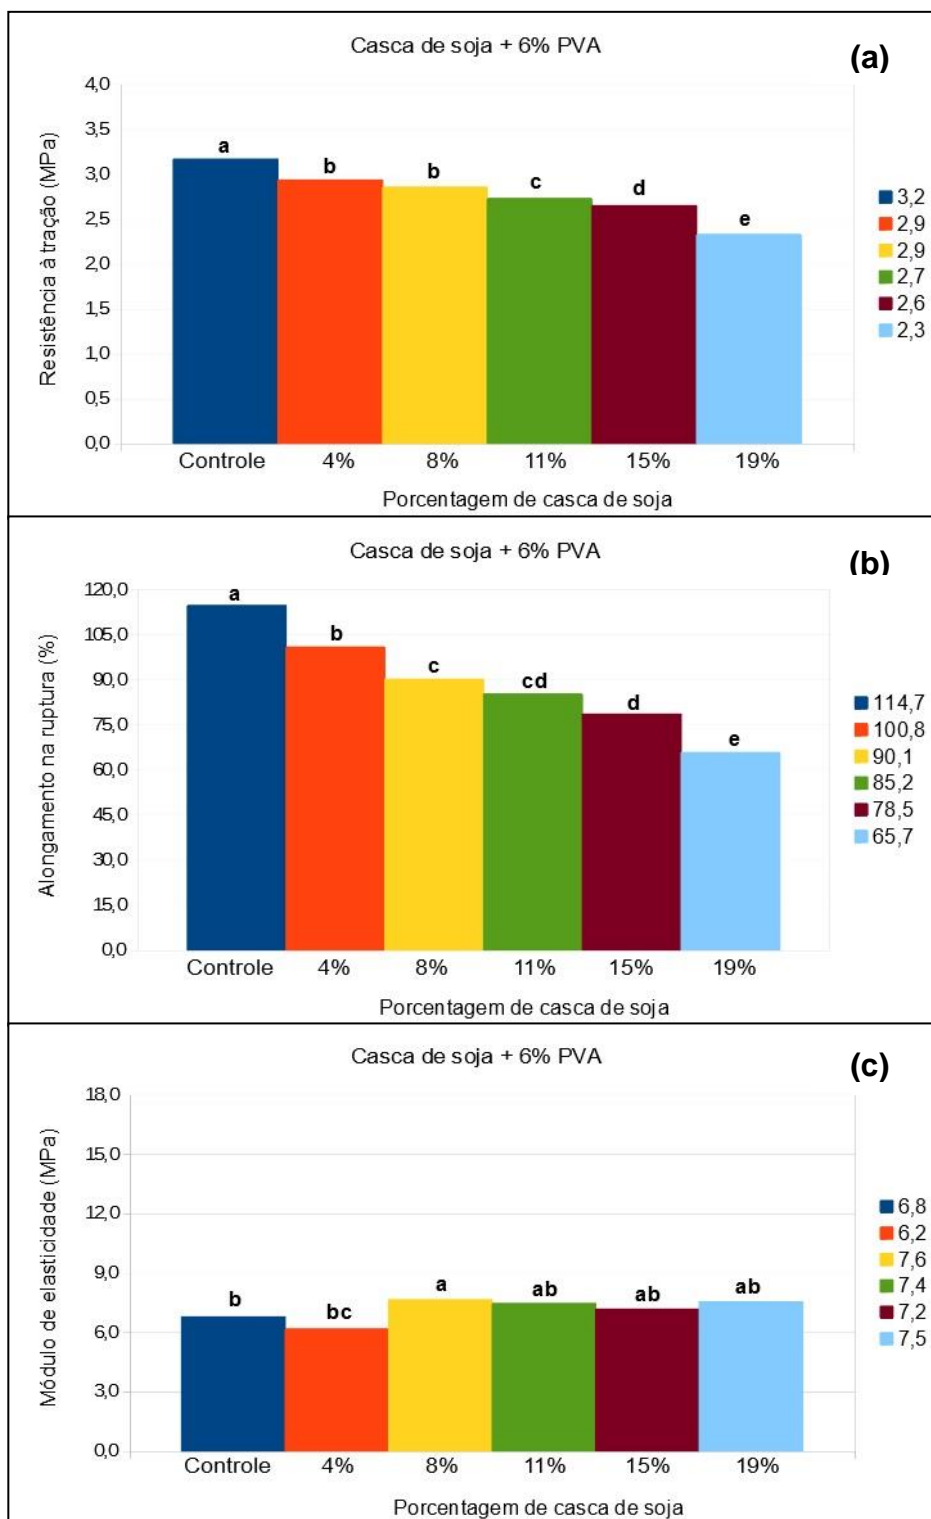 Casca de soja + 6% PVA
(a)
Resistência à tração (MPa)
4,0
3,5
3,0
2,5
2,0
1,5
1,0
0,5
0,0
a
b
b
c
d
e
3,2
2,9
2,9
2,7
2,6
2,3
Controle 4% 8% 11% 15% 19%
Porcentagem de casca de soja
Casca de soja + 6% PVA
(b)
Alongamento na ruptura (%)
120,0
105,0
90,0
75,0
60,0
45,0
30,0
15,0
0,0
a
b
c
cd
d
e
114,7
100,8
90,1
85,2
78,5
65,7
Controle 4% 8% 11% 15% 19%
Porcentagem de casca de soja
Casca de soja + 6% PVA
(c)
Módulo de elasticidade (MPa)
18,0
15,0
12,0
9,0
6,0
3,0
0,0
b
bc
a
ab
ab
ab
6,8
6,2
7,6
7,4
7,2
7,5
Controle 4% 8% 11% 15% 19%
Porcentagem de casca de soja